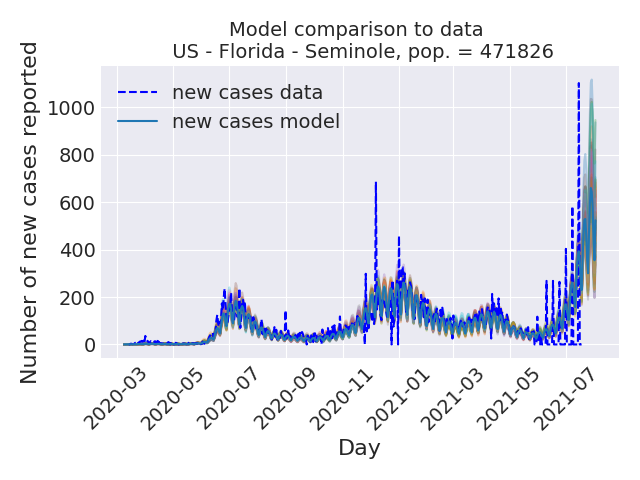 Model comparison to data
US - Florida - Seminole, pop. = 471826
new cases data
new cases model
Number of new cases reported
1000
800
600
400
200
0
2020-03
2020-05
2020-07
2020-09
2020-11
2021-01
2021-03
2021-05
2021-07
Day